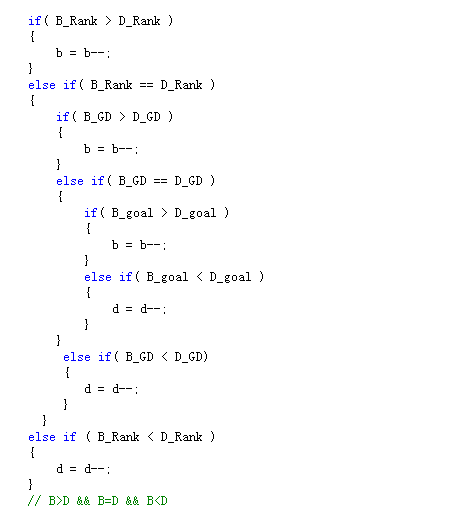 if( B_Rank > D_Rank )
{
    b = b--;
}
else if( B_Rank == D_Rank )
{
    if( B_GD > D_GD )
    {
        b = b--;
    }
    else if( B_GD == D_GD )
    {
        if( B_goal > D_goal )
        {
            b = b--;
        }
        else if( B_goal < D_goal )
        {
            d = d--;
        }
    }
     else if( B_GD < D_GD)
     {
        d = d--;
     }
  }
else if ( B_Rank < D_Rank )
{
    d = d--;
}
// B>D && B=D && B<D